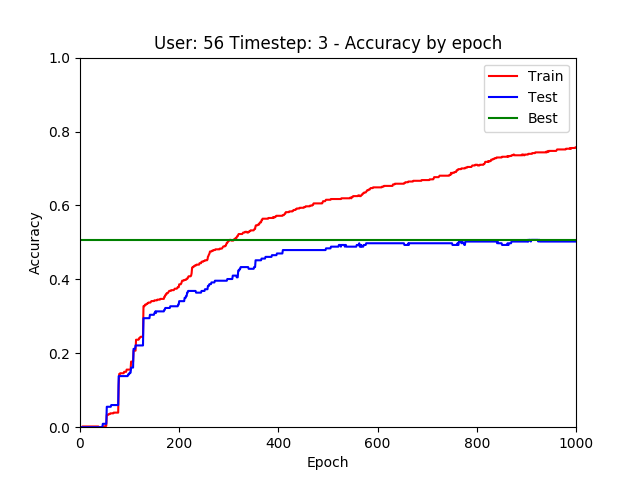 User: 56 Timestep: 3 - Accuracy by epoch
1.0
0.8
0.6
0.4
0.2
0.0
Accuracy
Train
Test
Best
0 200 400 600 800 1000
Epoch